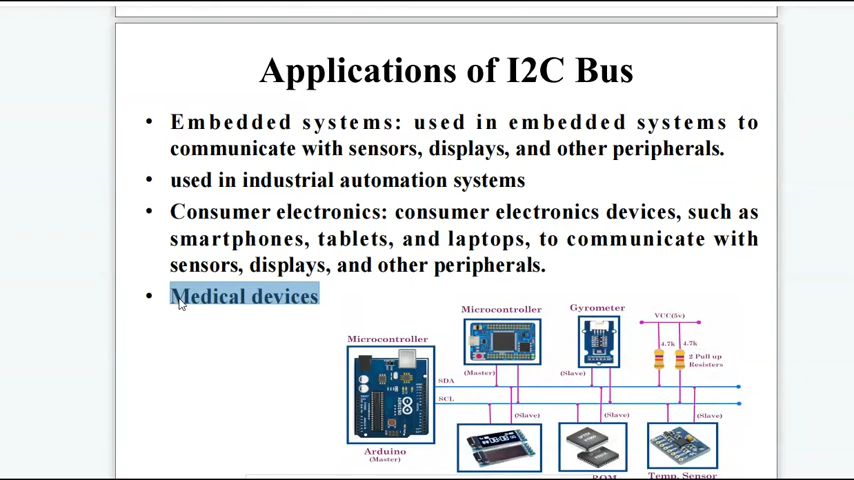 Applications of I2C Bus
• Embedded systems: used in embedded systems to
communicate with sensors, displays, and other peripherals.
• used in industrial automation systems
• Consumer electronics: consumer electronics devices, such as
smartphones, tablets, and laptops, to communicate with
sensors, displays, and other peripherals.
• Medical devices
Microcontroller
Gyrometer
VCC(5v)
Microcontroller
4.7k
4.7k
2 Pull up
Resisters
(Master)
(Slave)
SDA
SCL
(Slave)
(Slave)
(Slave)
Arduino
(Master)
ROM
Temp. Sensor